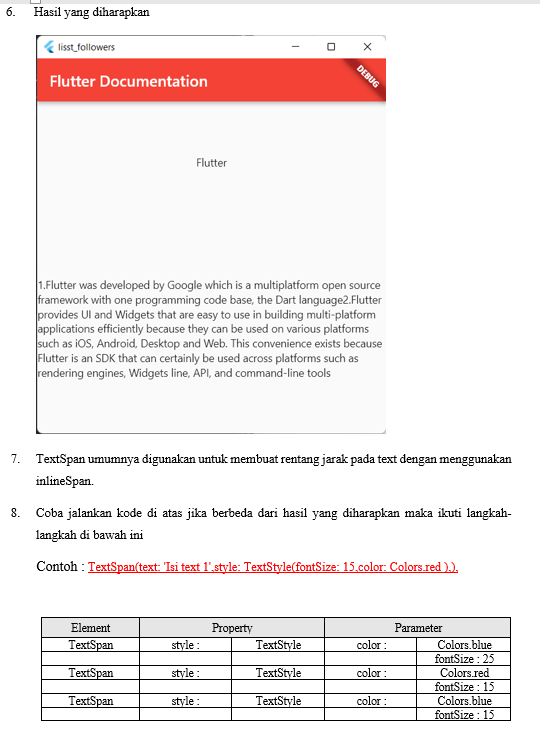 6. Hasil yang diharapkan
lisst_followers
Flutter Documentation
DEBUG
Flutter
1.Flutter was developed by Google which is a multiplatform open source
framework with one programming code base, the Dart language2.Flutter
provides UI and Widgets that are easy to use in building multi-platform
applications efficiently because they can be used on various platforms
such as iOS, Android, Desktop and Web. This convenience exists because
Flutter is an SDK that can certainly be used across platforms such as
rendering engines, Widgets line, API, and command-line tools
7. TextSpan umumnya digunakan untuk membuat rentang jarak pada text dengan menggunakan
inlineSpan.
8. Coba jalankan kode di atas jika berbeda dari hasil yang diharapkan maka ikuti langkah-
langkah di bawah ini
Contoh : TextSpan(text: 'Isi text 1',style: TextStyle(fontSize: 15,color: Colors.red ),),
Element Property Parameter
TextSpan style : TextStyle color : Colors.blue
fontSize : 25
TextSpan style : TextStyle color : Colors.red
fontSize : 15
TextSpan style : TextStyle color : Colors.blue
fontSize : 15